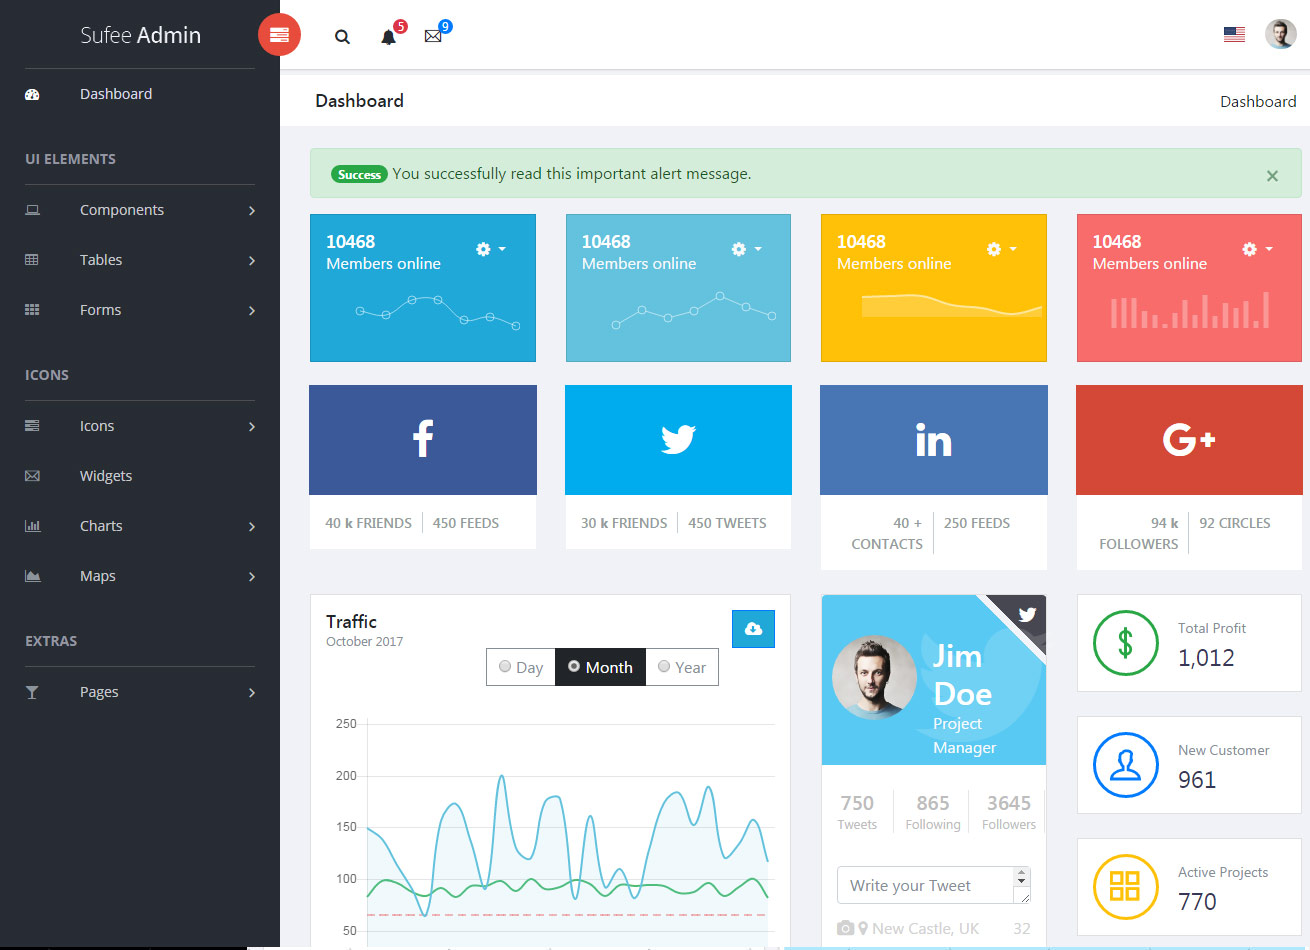 Sufee Admin
5
9
Dashboard
UI ELEMENTS
Components
Tables
Forms
ICONS
Icons
Widgets
Charts
Maps
EXTRAS
Pages
Dashboard
Dashboard
Success You successfully read this important alert message.
×
10468
Members online
10468
Members online
10468
Members online
10468
Members online
f
in
G+
40 k FRIENDS
450 FEEDS
30 k FRIENDS
450 TWEETS
40 +
CONTACTS
250 FEEDS
94 k
FOLLOWERS
92 CIRCLES
Traffic
October 2017
Day
Month
Year
250
200
150
100
50
Jim
Doe
Project
Manager
750
Tweets
865
Following
3645
Followers
Write your Tweet
New Castle, UK
32
$
Total Profit
1,012
New Customer
961
Active Projects
770